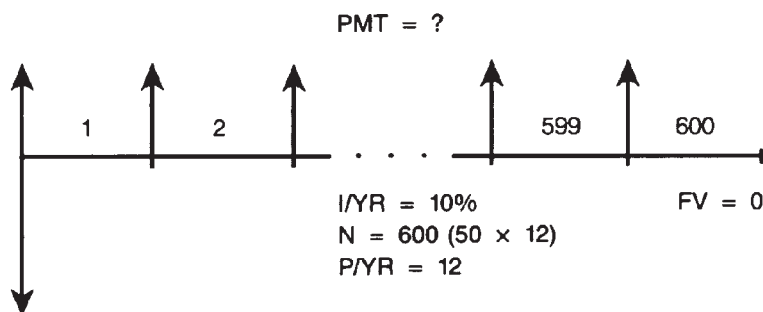 PMT = ?
1 2 599 600
I/YR = 10% FV = 0
N = 600 (50 × 12)
P/YR = 12